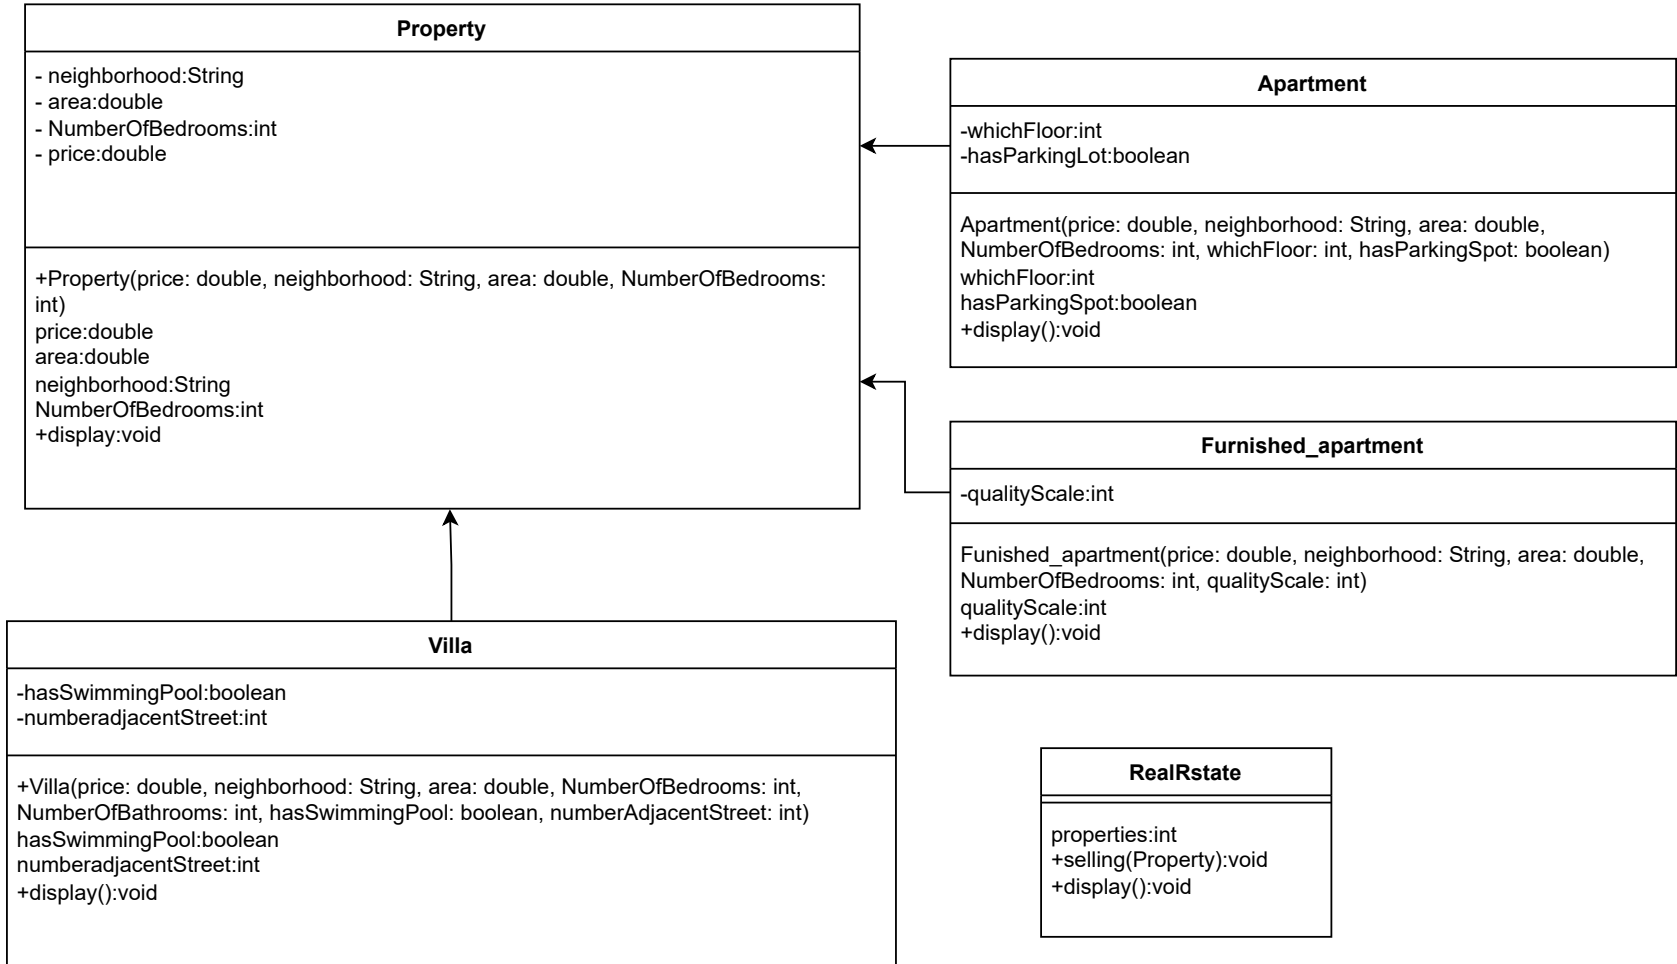 Property
- neighborhood:String
- area:double
- NumberOfBedrooms:int
- price:double
+Property(price: double, neighborhood: String, area: double, NumberOfBedrooms:
int)
price:double
area:double
neighborhood:String
NumberOfBedrooms:int
+display:void
Apartment
-whichFloor:int
-hasParkingLot:boolean
Apartment(price: double, neighborhood: String, area: double,
NumberOfBedrooms: int, whichFloor: int, hasParkingSpot: boolean)
whichFloor:int
hasParkingSpot:boolean
+display():void
Furnished_apartment
-qualityScale:int
Funished_apartment(price: double, neighborhood: String, area: double,
NumberOfBedrooms: int, qualityScale: int)
qualityScale:int
+display():void
Villa
-hasSwimmingPool:boolean
-numberadjacentStreet:int
+Villa(price: double, neighborhood: String, area: double, NumberOfBedrooms: int,
NumberOfBathrooms: int, hasSwimmingPool: boolean, numberAdjacentStreet: int)
hasSwimmingPool:boolean
numberadjacentStreet:int
+display():void
RealRstate
properties:int
+selling(Property):void
+display():void